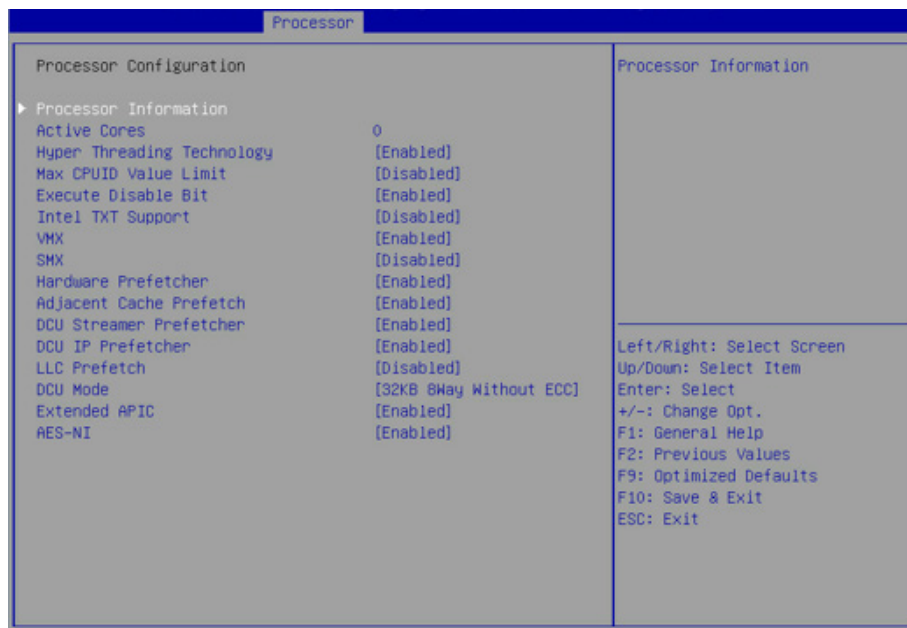 Processor
Processor Configuration
Processor Information
Active Cores 0
Hyper Threading Technology [Enabled]
Max CPUID Value Limit [Disabled]
Execute Disable Bit [Enabled]
Intel TXT Support [Disabled]
VMX [Enabled]
SMX [Disabled]
Hardware Prefetcher [Enabled]
Adjacent Cache Prefetch [Enabled]
DCU Streamer Prefetcher [Enabled]
DCU IP Prefetcher [Enabled]
LLC Prefetch [Disabled]
DCU Mode [32KB 8Way Without ECC]
Extended APIC [Enabled]
AES-NI [Enabled]
Processor Information
Left/Right: Select Screen
Up/Down: Select Item
Enter: Select
+/-: Change Opt.
F1: General Help
F2: Previous Values
F9: Optimized Defaults
F10: Save & Exit
ESC: Exit